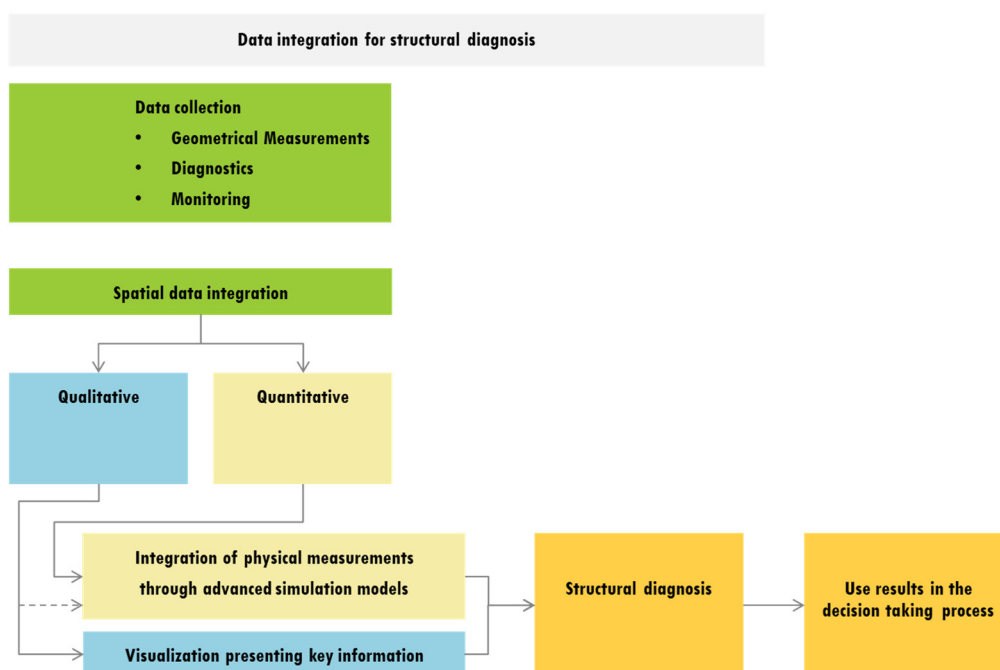 Data integration for structural diagnosis
Data collection
• Geometrical Measurements
• Diagnostics
• Monitoring
Spatial data integration
Qualitative
Quantitative
Integration of physical measurements
through advanced simulation models
Visualization presenting key information
Structural diagnosis
Use results in the
decision taking process